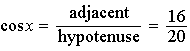 cos x = adjacent/hypotenuse = 16/20